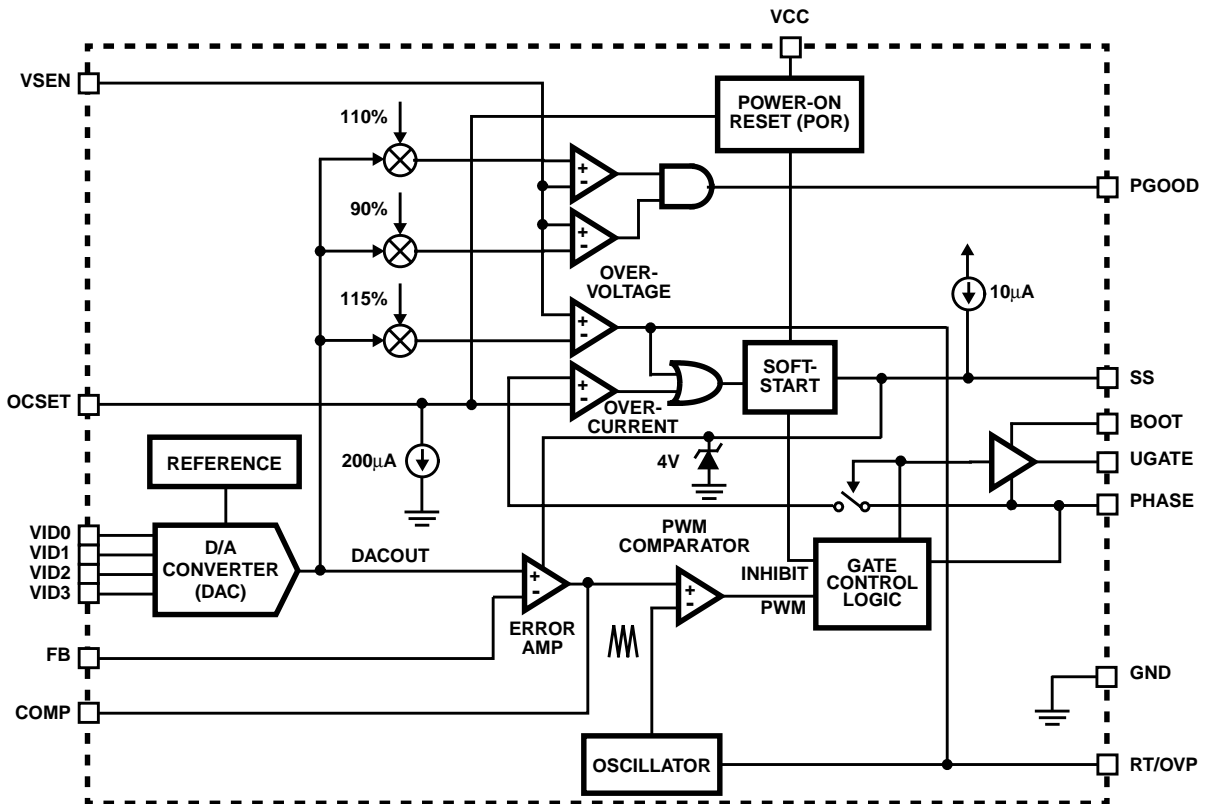 VCC
VSEN
POWER-ON
RESET (POR)
110%
+
-
PGOOD
90%
+
-
OVER-
VOLTAGE
115%
10μA
+
-
SOFT-
START
SS
+
-
OCSET
OVER-
CURRENT
BOOT
REFERENCE
200μA
4V
UGATE
PHASE
VID0
VID1
VID2
VID3
D/A
CONVERTER
(DAC)
DACOUT
PWM
COMPARATOR
+
-
+
-
INHIBIT
PWM
GATE
CONTROL
LOGIC
ERROR
AMP
FB
GND
COMP
OSCILLATOR
RT/OVP